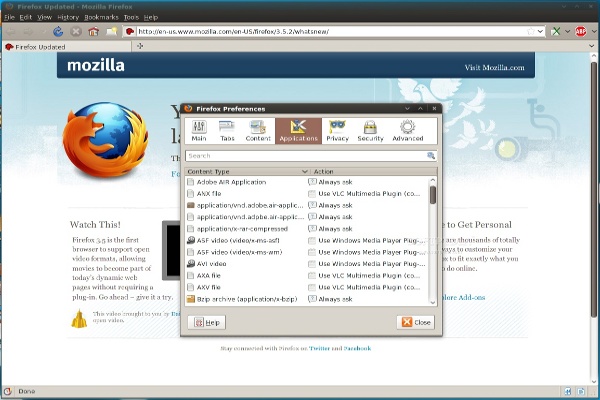 Firefox Updated - Mozilla Firefox
File Edit View History Bookmarks Tools Help
http://en-us.www.mozilla.com/en-US/firefox/3.5.2/whatsnew/
ABP
Firefox Updated
mozilla
Visit Mozilla.com
Firefox Preferences
Main Tabs Content Applications Privacy Security Advanced
Search
Content Type Action
Adobe AIR Application Always ask
ANX file Use VLC Multimedia Plugin (co...
application/vnd.adobe.air-applic... Always ask
application/vnd.adobe.air-applic... Always ask
application/x-rar-compressed Always ask
ASF video (video/x-ms-asf) Use Windows Media Player Plug-...
ASF video (video/x-ms-wm) Use Windows Media Player Plug-...
AVI video Use Windows Media Player Plug-...
AXA file Use VLC Multimedia Plugin (co...
AXV file Use VLC Multimedia Plugin (co...
Bzip archive (application/x-bzip) Always ask
Help Close
Watch This!
Firefox 3.5 is the first
browser to support open
video formats, allowing
movies to become part of
today's dynamic web
pages without requiring a
plug-in. Go ahead – give it a try.
This video brought to you by
open video.
e to Get Personal
are thousands of totally
ways to customize your
x to fit exactly what you
do online.
lore Add-ons
Stay connected with Firefox on Twitter and Facebook
Done